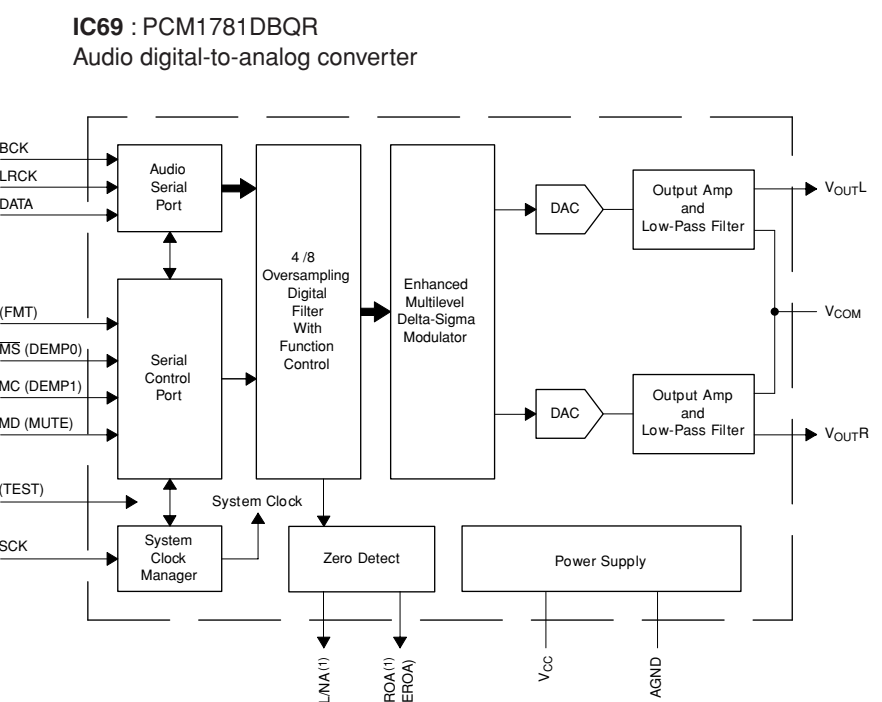 IC69 : PCM1781DBQR
Audio digital-to-analog converter
BCK
LRCK
DATA
Audio
Serial
Port
(FMT)
MS (DEMP0)
MC (DEMP1)
MD (MUTE)
Serial
Control
Port
(TEST)
SCK
System
Clock
Manager
System Clock
4 /8
Oversampling
Digital
Filter
With
Function
Control
Enhanced
Multilevel
Delta-Sigma
Modulator
DAC
Output Amp
and
Low-Pass Filter
VOUTL
VCOM
DAC
Output Amp
and
Low-Pass Filter
VOUTR
Zero Detect
Power Supply
L/NA(1)
ROA(1)
EROA)
VCC
AGND